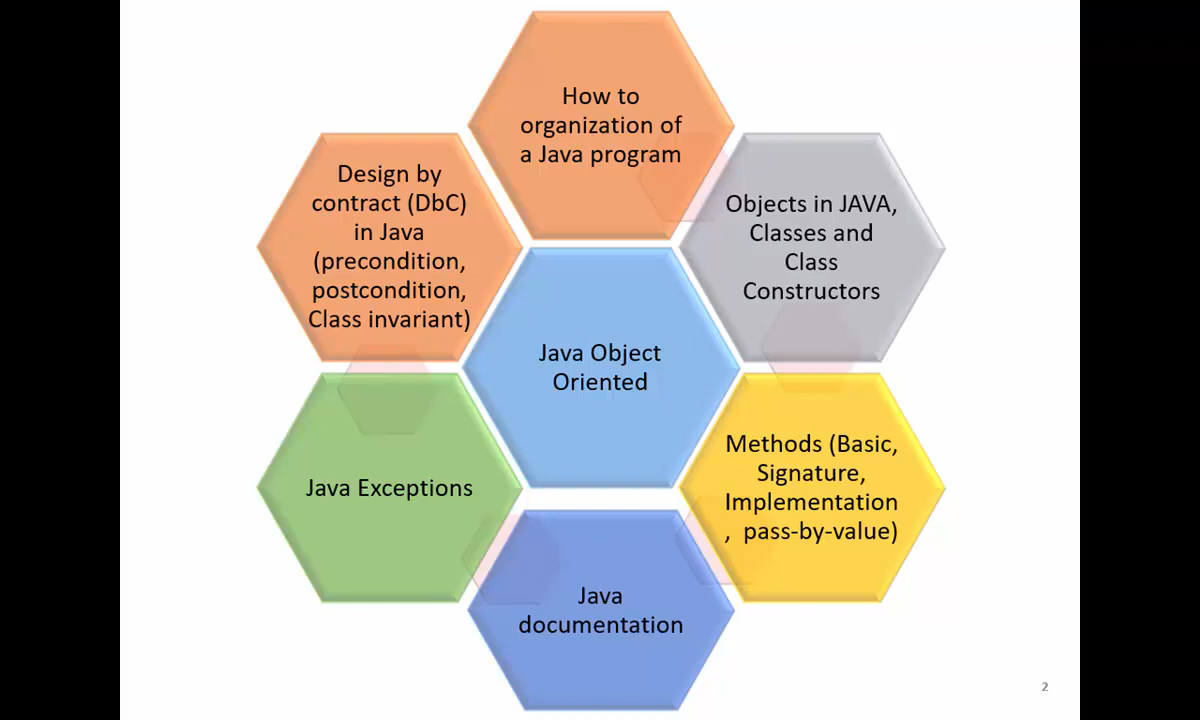 How to
organization of
a Java program
Design by
contract (DbC)
in Java
(precondition,
postcondition,
Class invariant)
Objects in JAVA,
Classes and
Class
Constructors
Java Object
Oriented
Java Exceptions
Methods (Basic,
Signature,
Implementation
, pass-by-value)
Java
documentation
2